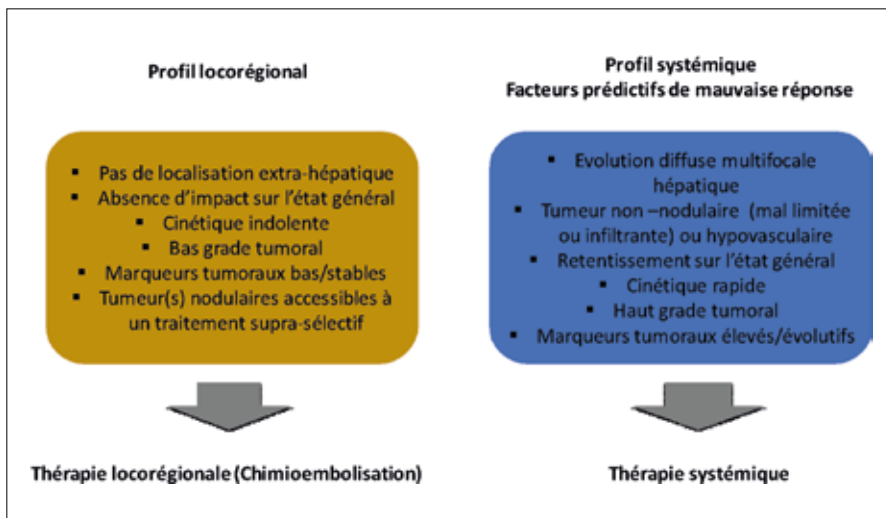 Profil locorégional
▪ Pas de localisation extra-hépatique
▪ Absence d'impact sur l'état général
▪ Cinétique indolente
▪ Bas grade tumoral
▪ Marqueurs tumoraux bas/stables
▪ Tumeur(s) nodulaires accessibles à
un traitement supra-sélectif
Thérapie locorégionale (Chimioembolisation)
Profil systémique
Facteurs prédictifs de mauvaise réponse
▪ Evolution diffuse multifocale
hépatique
▪ Tumeur non –nodulaire (mal limitée
ou infiltrante) ou hypovasculaire
▪ Retentissement sur l'état général
▪ Cinétique rapide
▪ Haut grade tumoral
▪ Marqueurs tumoraux élevés/évolutifs
Thérapie systémique